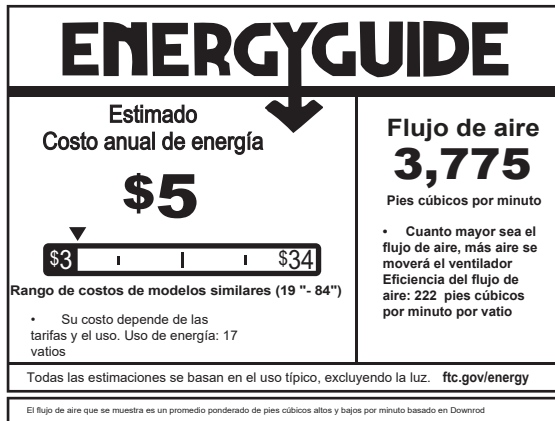 ENERGYGUIDE
Estimado
Costo anual de energía
$5
$3
$34
Rango de costos de modelos similares (19 "- 84")
• Su costo depende de las
tarifas y el uso. Uso de energía: 17
vatios
Flujo de aire
3,775
Pies cúbicos por minuto
• Cuanto mayor sea el
flujo de aire, más aire se
moverá el ventilador
Eficiencia del flujo de
aire: 222 pies cúbicos
por minuto por vatio
Todas las estimaciones se basan en el uso típico, excluyendo la luz. ftc.gov/energy
El flujo de aire que se muestra es un promedio ponderado de pies cúbicos altos y bajos por minuto basado en Downrod